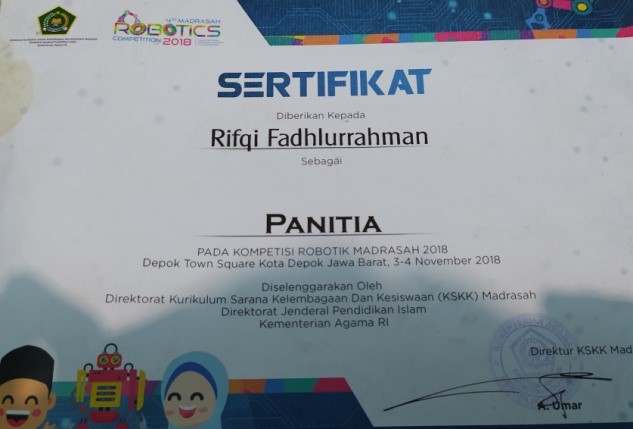 4TH MADRASAH
ROBOTICS
COMPETITION 2018
SERTIFIKAT
Diberikan Kepada
Rifqi Fadhlurrahman
Sebagai
PANITIA
PADA KOMPETISI ROBOTIK MADRASAH 2018
Depok Town Square Kota Depok Jawa Barat, 3-4 November 2018
Diselenggarakan Oleh
Direktorat Kurikulum Sarana Kelembagaan Dan Kesiswaan (KSKK) Madrasah
Direktorat Jenderal Pendidikan Islam
Kementerian Agama RI
Direktur KSKK Mad
A. Umar